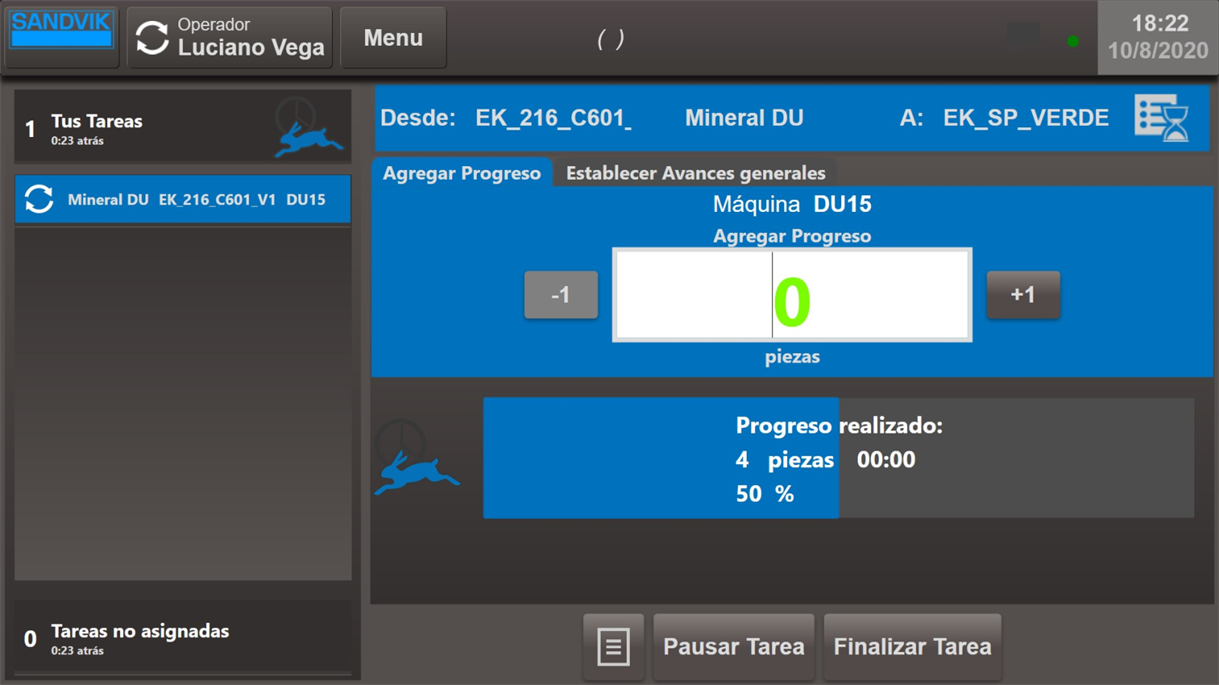 SANDVIK
Operador
Luciano Vega
Menu
( )
18:22
10/8/2020
1 Tus Tareas
0:23 atrás
Mineral DU EK_216_C601_V1 DU15
0 Tareas no asignadas
0:23 atrás
Desde: EK_216_C601_ Mineral DU A: EK_SP_VERDE
Agregar Progreso Establecer Avances generales
Máquina DU15
Agregar Progreso
-1 0 +1
piezas
Progreso realizado:
4 piezas 00:00
50 %
Pausar Tarea Finalizar Tarea